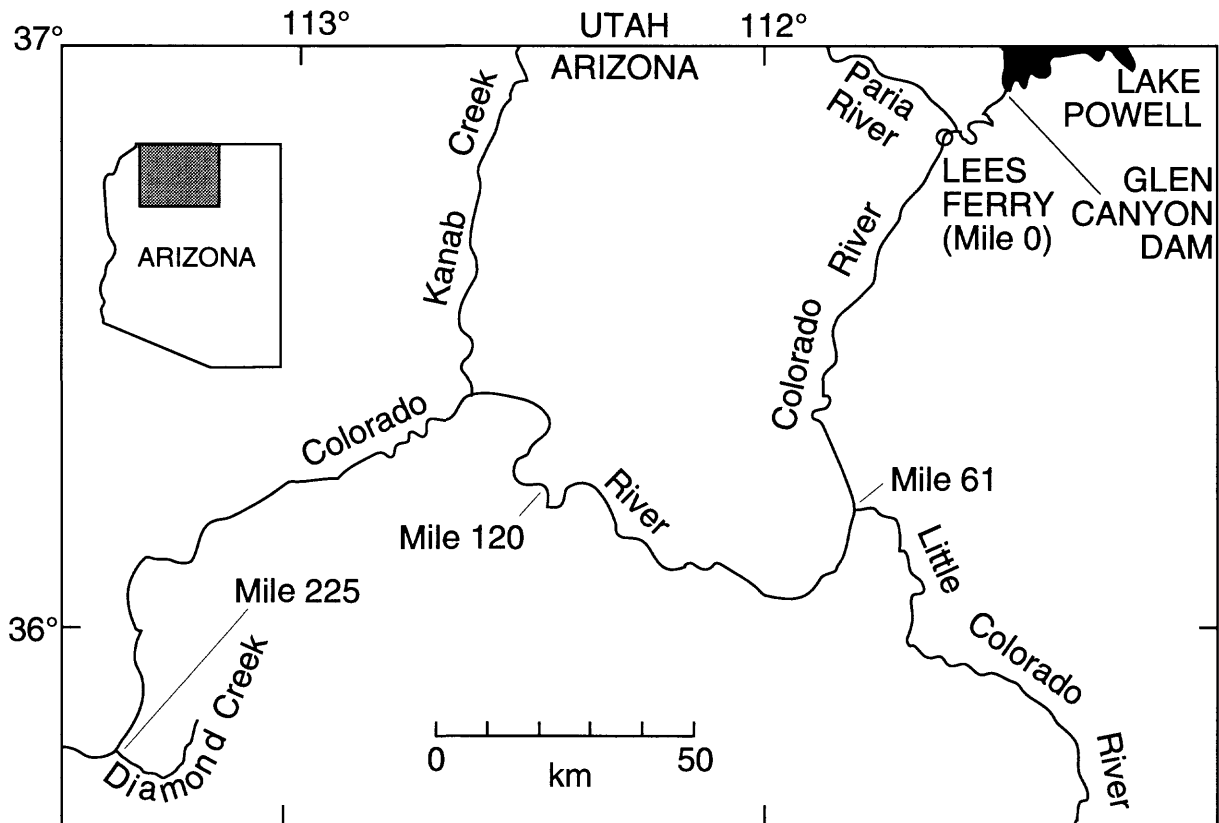 113°
UTAH
112°
37°
ARIZONA
Paria
River
LAKE
POWELL
Kanab Creek
LEES
FERRY
(Mile 0)
GLEN
CANYON
DAM
ARIZONA
Colorado River
Colorado River
Mile 61
Mile 120
Little Colorado River
Mile 225
36°
Diamond Creek
0
50
km